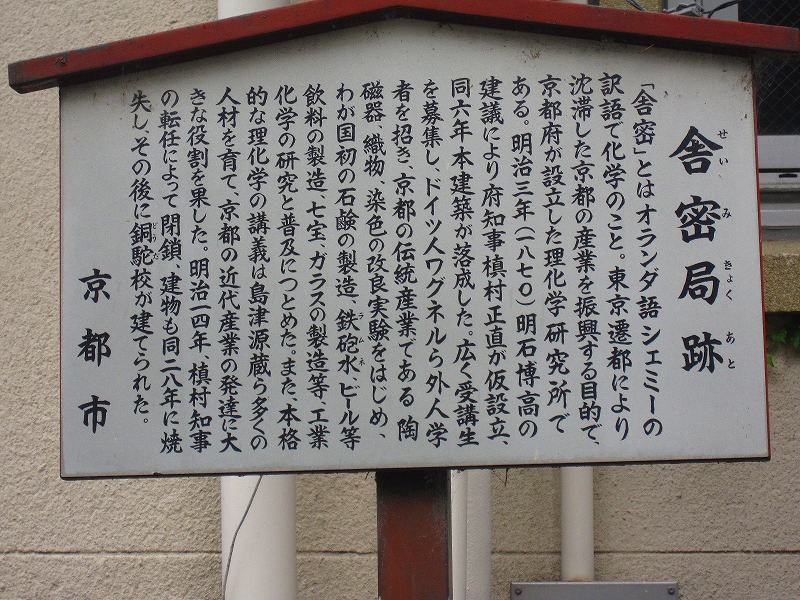 舎密局跡
せいみきょくあと
「舎密」とはオランダ語シェミーの
訳語で化学のこと。東京遷都により
沈滞した京都の産業を振興する目的で、
京都府が設立した理化学研究所で
ある。明治三年(一八七〇)明石博高の
建議により府知事槙村正直が仮設立、
同六年本建築が落成した。広く受講生
を募集し、ドイツ人ワグネルら外人学
者を招き、京都の伝統産業である陶
磁器、織物、染色の改良実験をはじめ、
わが国初の石鹸の製造、鉄砲水、ビール等
ラムネ
飲料の製造、七宝、ガラスの製造等、工業
化学の研究と普及につとめた。また、本格
的な理化学の講義は島津源蔵ら多くの
人材を育て、京都の近代産業の発達に大
きな役割を果した。明治一四年、槙村知事
の転任によって閉鎖、建物も同二八年に焼
失し、その後に銅駝校が建てられた。
どうだ
京都市